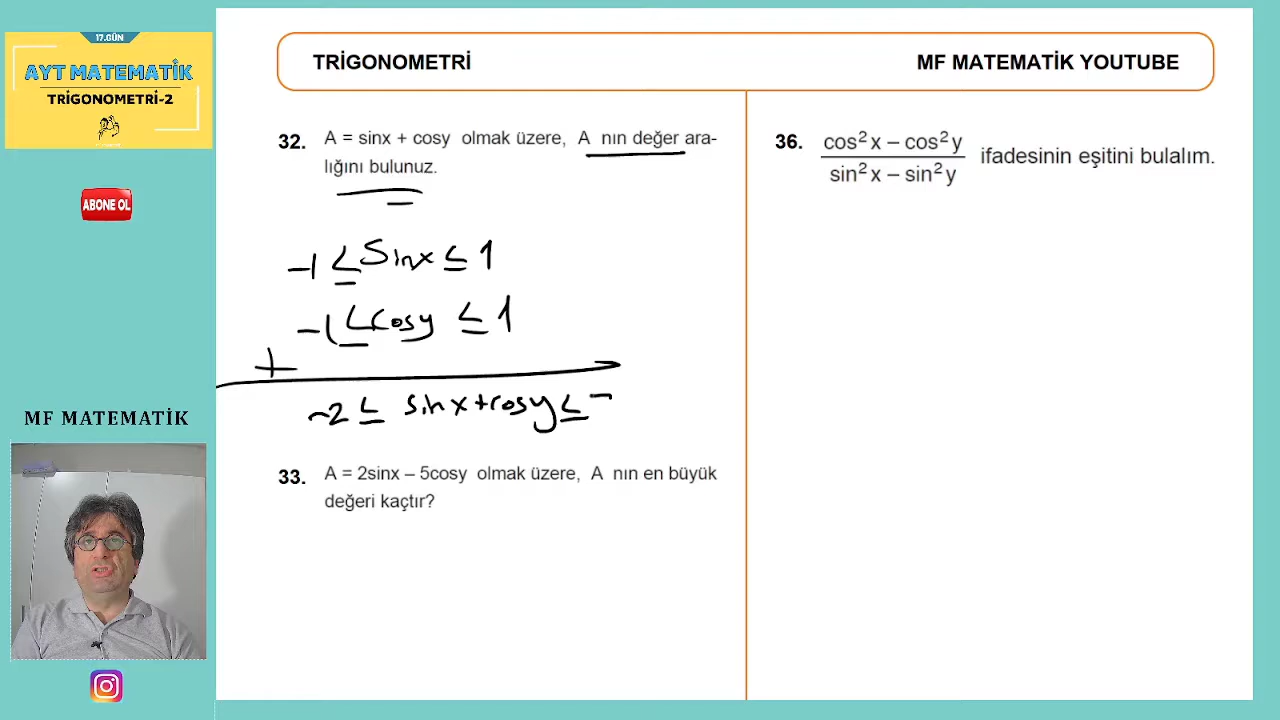 17.GÜN
AYT MATEMATİK
TRİGONOMETRİ-2
ABONE OL
MF MATEMATİK
TRİGONOMETRİ
MF MATEMATİK YOUTUBE
32. A = sinx + cosy olmak üzere, A nın değer ara-
lığını bulunuz.
-1 ≤ Sinx ≤ 1
-1 ≤ cosy ≤ 1
+
-2 ≤ sinx+cosy ≤
33. A = 2sinx – 5cosy olmak üzere, A nın en büyük
değeri kaçtır?
36. cos²x – cos²y
sin²x – sin²y
ifadesinin eşitini bulalım.